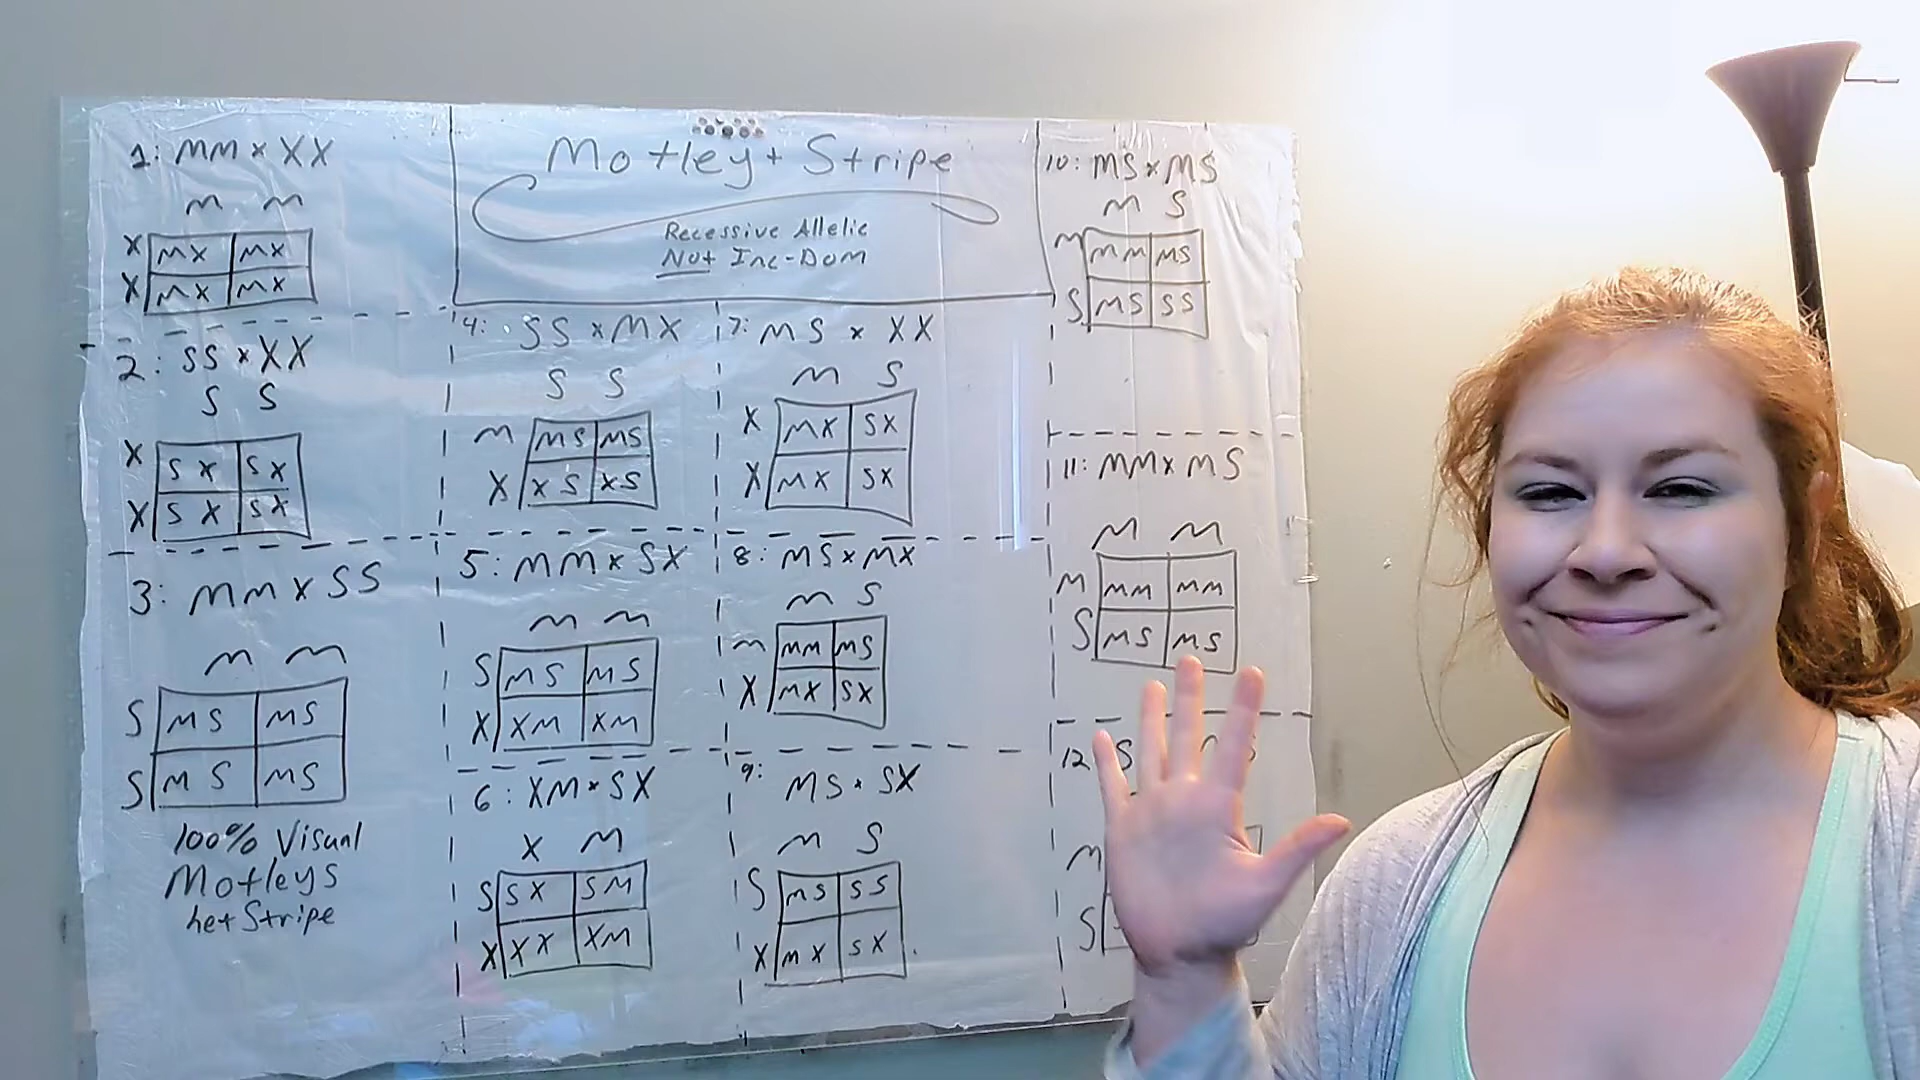 Motley + Stripe
Recessive Allelic
Not Inc-Dom
1: MM x XX
M M
X MX MX
X MX MX
2: SS x XX
S S
X SX SX
X SX SX
3: MM x SS
M M
S MS MS
S MS MS
100% Visual
Motleys
het Stripe
4: SS x MX
S S
M MS MS
X XS XS
5: MM x SX
M M
S MS MS
X XM XM
6: XM x SX
X M
S SX SM
X XX XM
7: MS x XX
M S
X MX SX
X MX SX
8: MS x MX
M S
M MM MS
X MX SX
9: MS x SX
M S
S MS SS
X MX SX
10: MS x MS
M S
M MM MS
S MS SS
11: MM x MS
M M
M MM MM
S MS MS
12 S
M
S